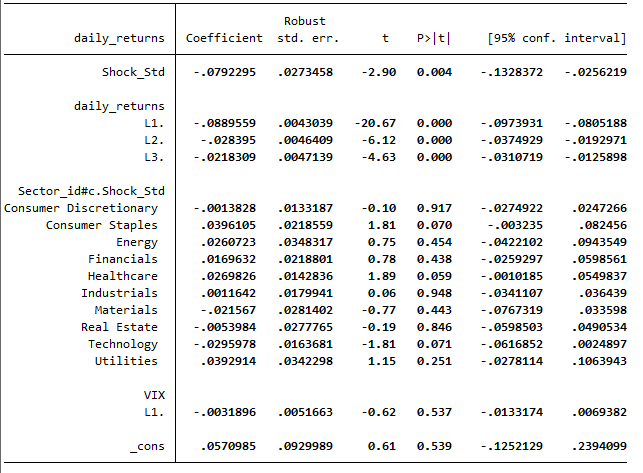 Robust
daily_returns Coefficient std. err. t P>|t| [95% conf. interval]
Shock_Std -.0792295 .0273458 -2.90 0.004 -.1328372 -.0256219
daily_returns
L1. -.0889559 .0043039 -20.67 0.000 -.0973931 -.0805188
L2. -.028395 .0046409 -6.12 0.000 -.0374929 -.0192971
L3. -.0218309 .0047139 -4.63 0.000 -.0310719 -.0125898
Sector_id#c.Shock_Std
Consumer Discretionary -.0013828 .0133187 -0.10 0.917 -.0274922 .0247266
Consumer Staples .0396105 .0218559 1.81 0.070 -.003235 .082456
Energy .0260723 .0348317 0.75 0.454 -.0422102 .0943549
Financials .0169632 .0218801 0.78 0.438 -.0259297 .0598561
Healthcare .0269826 .0142836 1.89 0.059 -.0010185 .0549837
Industrials .0011642 .0179941 0.06 0.948 -.0341107 .036439
Materials -.021567 .0281402 -0.77 0.443 -.0767319 .033598
Real Estate -.0053984 .0277765 -0.19 0.846 -.0598503 .0490534
Technology -.0295978 .0163681 -1.81 0.071 -.0616852 .0024897
Utilities .0392914 .0342298 1.15 0.251 -.0278114 .1063943
VIX
L1. -.0031896 .0051663 -0.62 0.537 -.0133174 .0069382
_cons .0570985 .0929989 0.61 0.539 -.1252129 .2394099